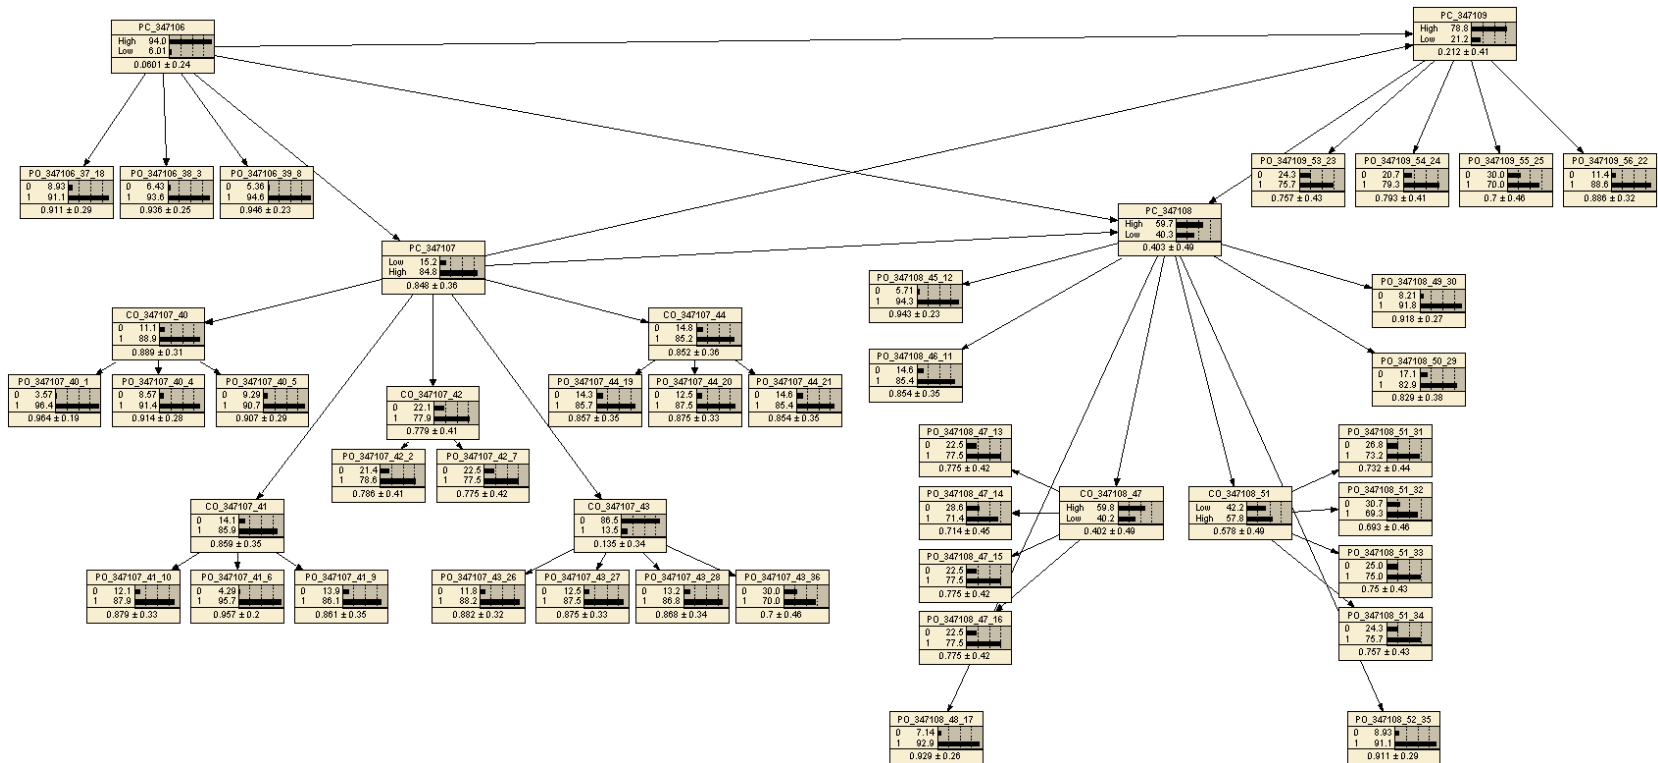 PC_347106
High 94.0
Low 6.01
0.0601 ± 0.24
PC_347109
High 78.8
Low 21.2
0.212 ± 0.41
PO_347106_37_18
0 8.93
1 91.1
0.911 ± 0.29
PO_347106_38_3
0 6.43
1 93.6
0.936 ± 0.25
PO_347106_39_8
0 5.36
1 94.6
0.946 ± 0.23
PO_347109_53_23
0 24.3
1 75.7
0.757 ± 0.43
PO_347109_54_24
0 20.7
1 79.3
0.793 ± 0.41
PO_347109_55_25
0 30.0
1 70.0
0.7 ± 0.46
PO_347109_56_22
0 11.4
1 88.6
0.886 ± 0.32
PC_347108
High 59.7
Low 40.3
0.403 ± 0.49
PC_347107
Low 15.2
High 84.8
0.848 ± 0.36
PO_347108_45_12
0 5.71
1 94.3
0.943 ± 0.23
PO_347108_49_30
0 8.21
1 91.8
0.918 ± 0.27
CO_347107_40
0 11.1
1 88.9
0.889 ± 0.31
CO_347107_44
0 14.8
1 85.2
0.852 ± 0.36
PO_347108_46_11
0 14.6
1 85.4
0.854 ± 0.35
PO_347108_50_29
0 17.1
1 82.9
0.829 ± 0.38
PO_347107_40_1
0 3.57
1 96.4
0.964 ± 0.19
PO_347107_40_4
0 8.57
1 91.4
0.914 ± 0.28
PO_347107_40_5
0 9.29
1 90.7
0.907 ± 0.29
PO_347107_44_19
0 14.3
1 85.7
0.857 ± 0.35
PO_347107_44_20
0 12.5
1 87.5
0.875 ± 0.33
PO_347107_44_21
0 14.6
1 85.4
0.854 ± 0.35
CO_347107_42
0 22.1
1 77.9
0.779 ± 0.41
PO_347107_42_2
0 21.4
1 78.6
0.786 ± 0.41
PO_347107_42_7
0 22.5
1 77.5
0.775 ± 0.42
PO_347108_47_13
0 22.5
1 77.5
0.775 ± 0.42
PO_347108_51_31
0 26.8
1 73.2
0.732 ± 0.44
PO_347108_47_14
0 28.6
1 71.4
0.714 ± 0.45
CO_347108_47
High 59.8
Low 40.2
0.402 ± 0.49
CO_347108_51
Low 42.2
High 57.8
0.578 ± 0.49
PO_347108_51_32
0 30.7
1 69.3
0.693 ± 0.46
CO_347107_41
0 14.1
1 85.9
0.859 ± 0.35
CO_347107_43
0 86.5
1 13.5
0.135 ± 0.34
PO_347108_47_15
0 22.5
1 77.5
0.775 ± 0.42
PO_347108_51_33
0 25.0
1 75.0
0.75 ± 0.43
PO_347107_41_10
0 12.1
1 87.9
0.879 ± 0.33
PO_347107_41_6
0 4.29
1 95.7
0.957 ± 0.2
PO_347107_41_9
0 13.9
1 86.1
0.861 ± 0.35
PO_347107_43_26
0 11.8
1 88.2
0.882 ± 0.32
PO_347107_43_27
0 12.5
1 87.5
0.875 ± 0.33
PO_347107_43_28
0 13.2
1 86.8
0.868 ± 0.34
PO_347107_43_36
0 30.0
1 70.0
0.7 ± 0.46
PO_347108_47_16
0 22.5
1 77.5
0.775 ± 0.42
PO_347108_51_34
0 24.3
1 75.7
0.757 ± 0.43
PO_347108_48_17
0 7.14
1 92.9
0.929 ± 0.26
PO_347108_52_35
0 8.93
1 91.1
0.911 ± 0.29